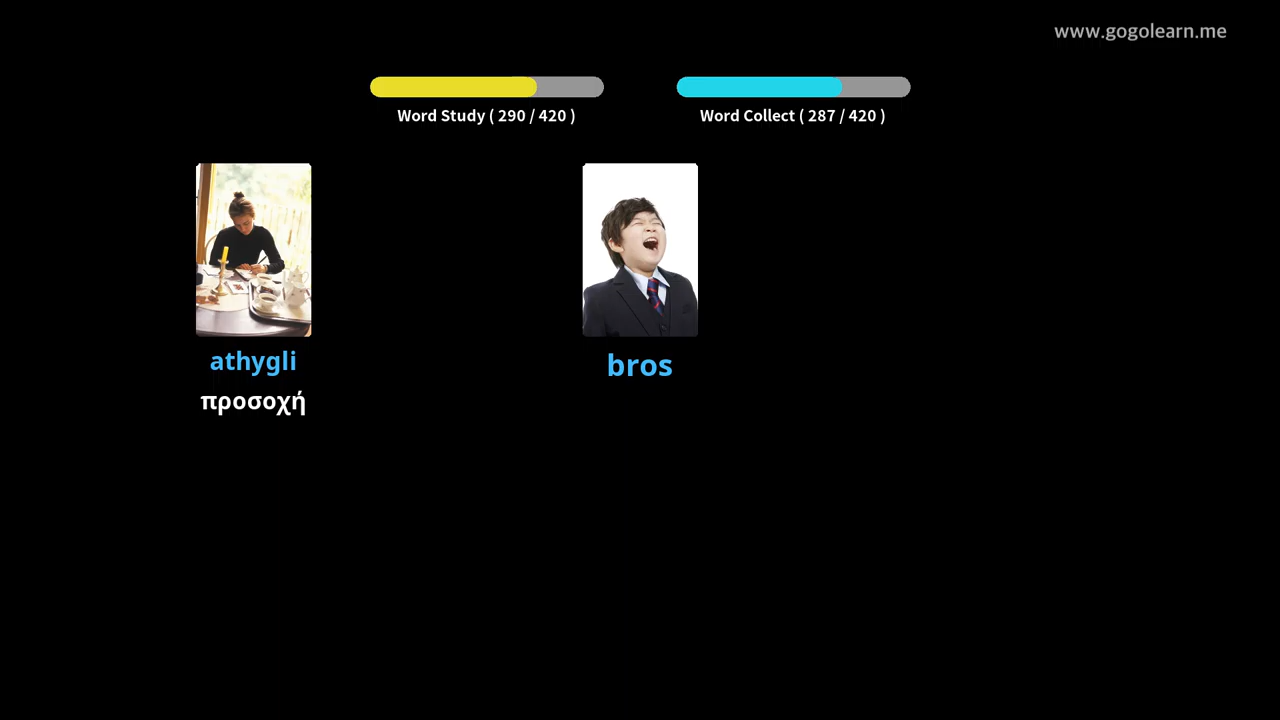 www.gogolearn.me
Word Study ( 290 / 420 )
Word Collect ( 287 / 420 )
athygli
προσοχή
bros